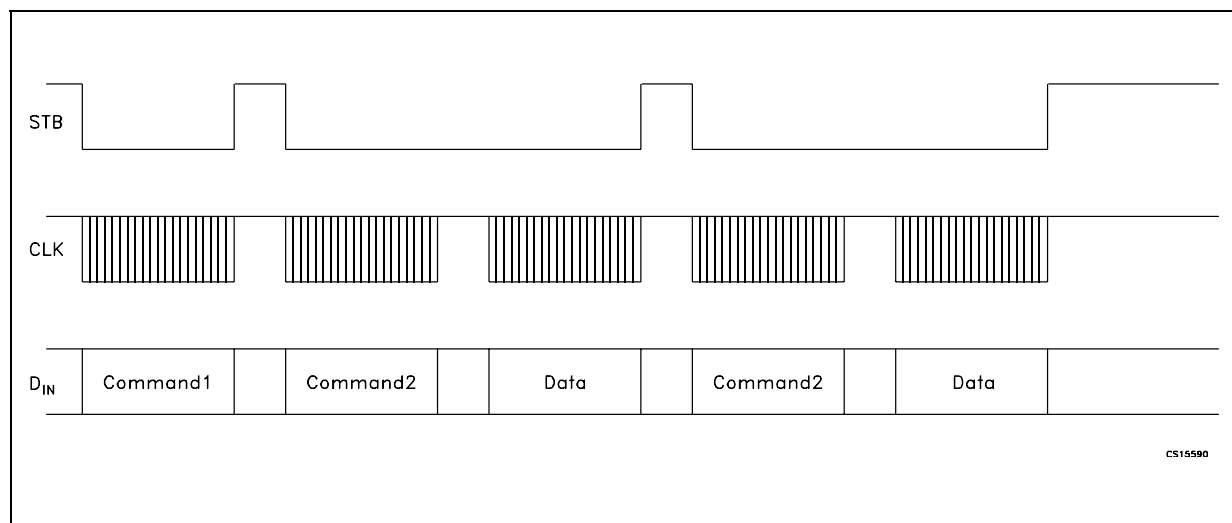 STB
CLK
DIN
Command1
Command2
Data
Command2
Data
CS15590